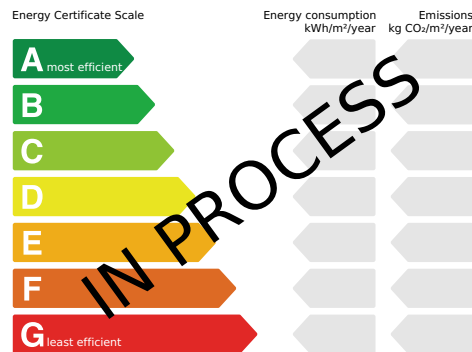 Energy Certificate Scale
Energy consumption
kWh/m²/year
Emissions
kg CO₂/m²/year
A most efficient
B
C
D
E
F
G least efficient
IN PROCESS